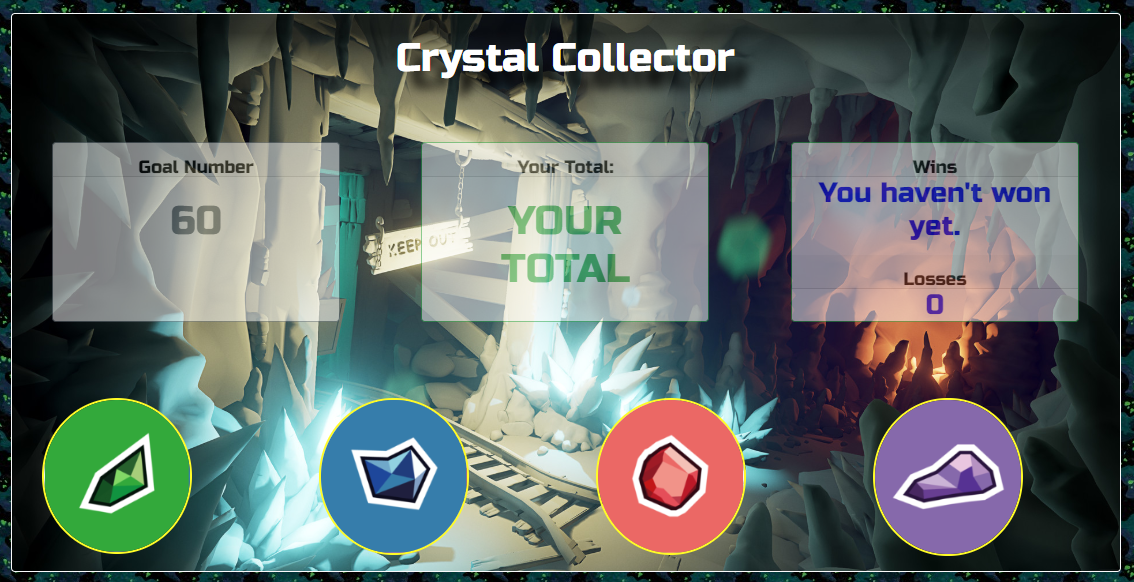 Crystal Collector
Goal Number
60
KEEP OUT
Your Total:
YOUR
TOTAL
Wins
You haven't won
yet.
Losses
0